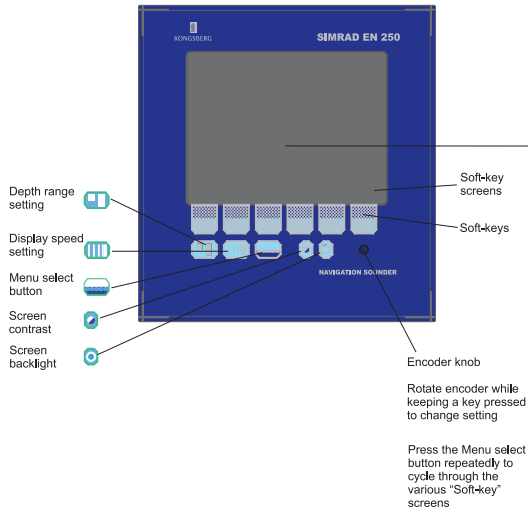 KONGSBERG
SIMRAD EN 250
Soft-key
screens
Depth range
setting
Soft-keys
Display speed
setting
NAVIGATION SOUNDER
Menu select
button
Screen
contrast
Screen
backlight
Encoder knob
Rotate encoder while
keeping a key pressed
to change setting
Press the Menu select
button repeatedly to
cycle through the
various “Soft-key”
screens